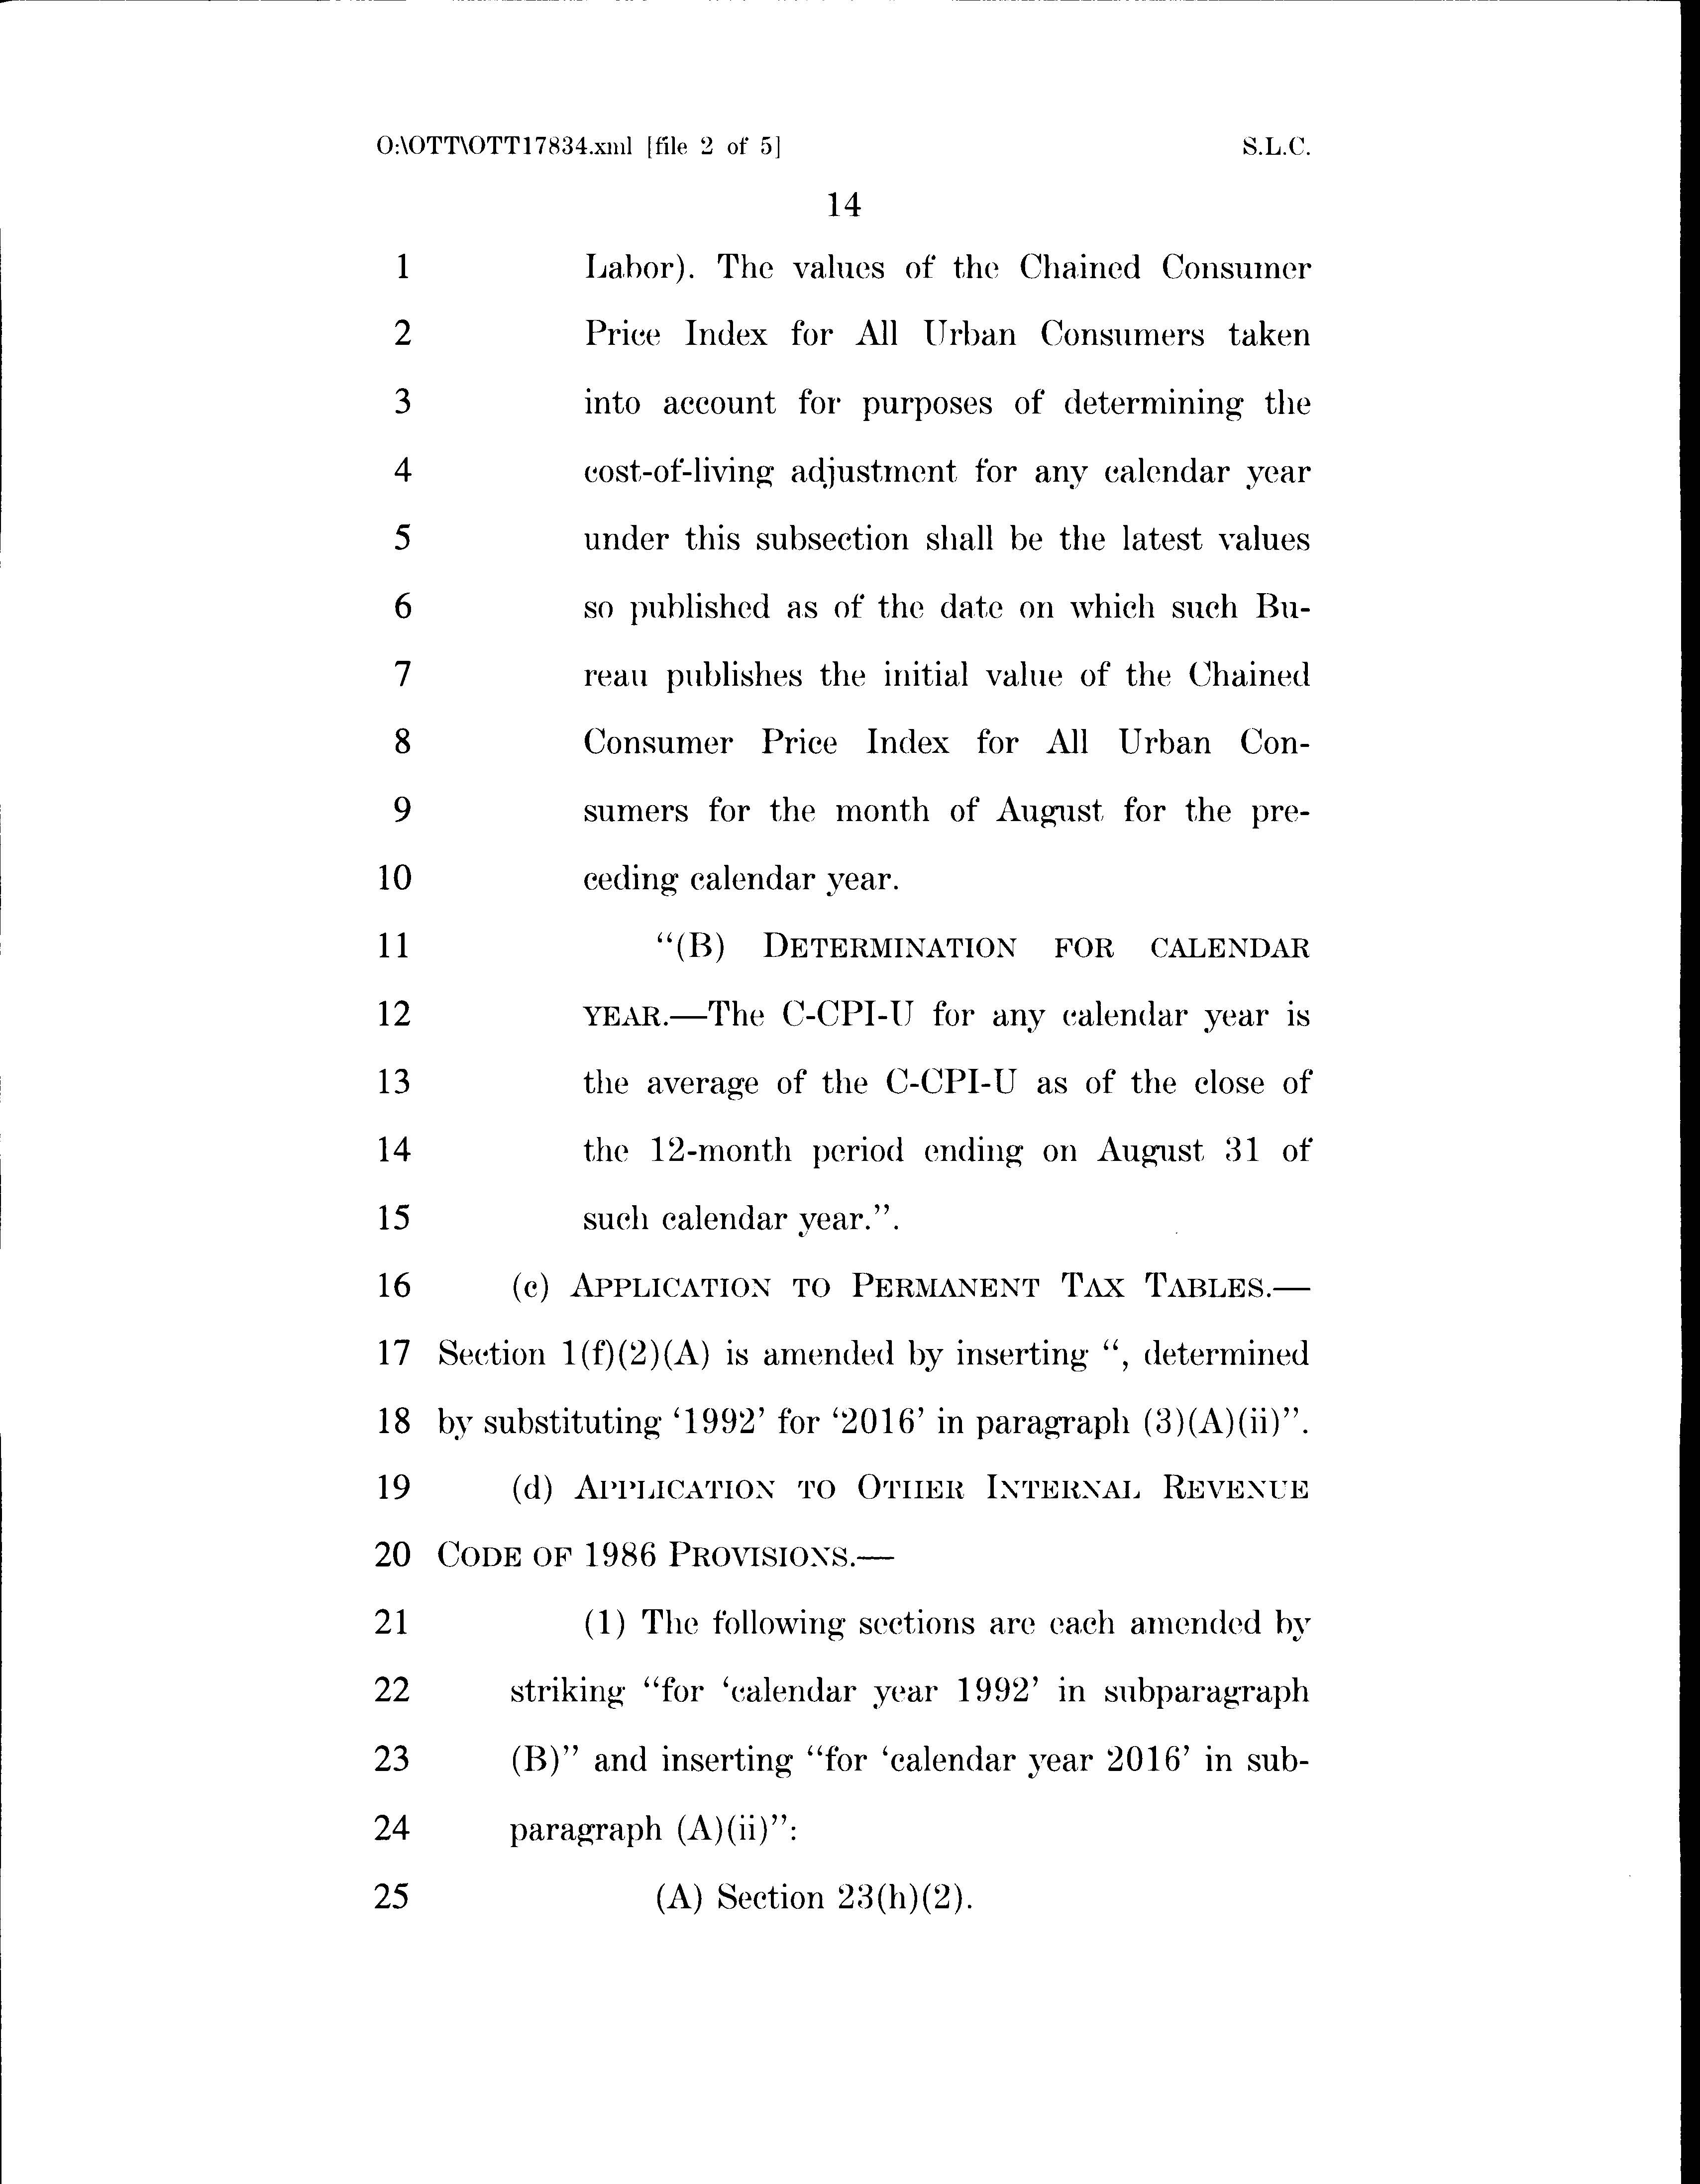 O:\OTT\OTT17834.xml [file 2 of 5] S.L.C.
14
1 Labor). The values of the Chained Consumer
2 Price Index for All Urban Consumers taken
3 into account for purposes of determining the
4 cost-of-living adjustment for any calendar year
5 under this subsection shall be the latest values
6 so published as of the date on which such Bu-
7 reau publishes the initial value of the Chained
8 Consumer Price Index for All Urban Con-
9 sumers for the month of August for the pre-
10 ceding calendar year.
11 “(B) DETERMINATION FOR CALENDAR
12 YEAR.—The C-CPI-U for any calendar year is
13 the average of the C-CPI-U as of the close of
14 the 12-month period ending on August 31 of
15 such calendar year.”.
16 (c) APPLICATION TO PERMANENT TAX TABLES.—
17 Section 1(f)(2)(A) is amended by inserting “, determined
18 by substituting ‘1992’ for ‘2016’ in paragraph (3)(A)(ii)”.
19 (d) APPLICATION TO OTHER INTERNAL REVENUE
20 CODE OF 1986 PROVISIONS.—
21 (1) The following sections are each amended by
22 striking “for ‘calendar year 1992’ in subparagraph
23 (B)” and inserting “for ‘calendar year 2016’ in sub-
24 paragraph (A)(ii)”:
25 (A) Section 23(h)(2).